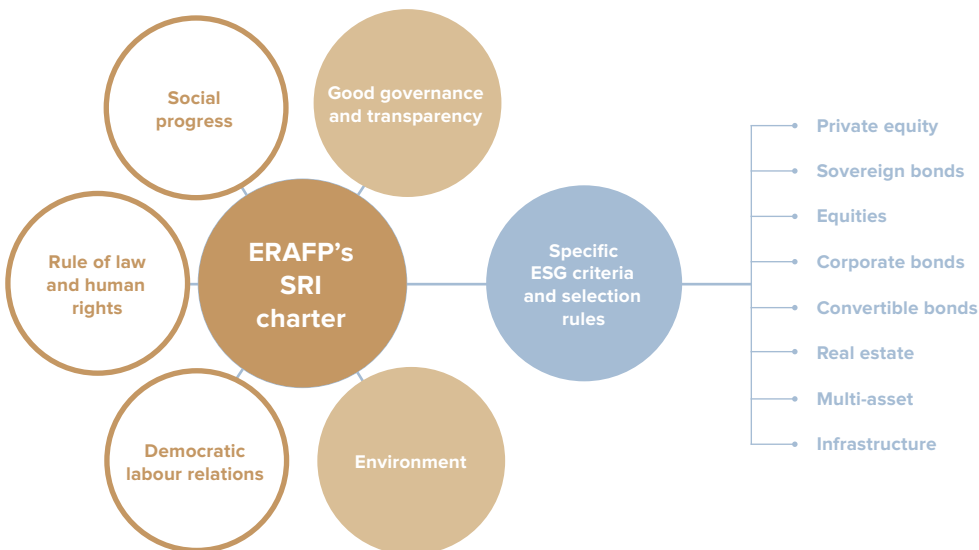 Social
progress
Good governance
and transparency
Rule of law
and human
rights
ERAFP’s
SRI
charter
Democratic
labour relations
Environment
Specific
ESG criteria
and selection
rules
Private equity
Sovereign bonds
Equities
Corporate bonds
Convertible bonds
Real estate
Multi-asset
Infrastructure